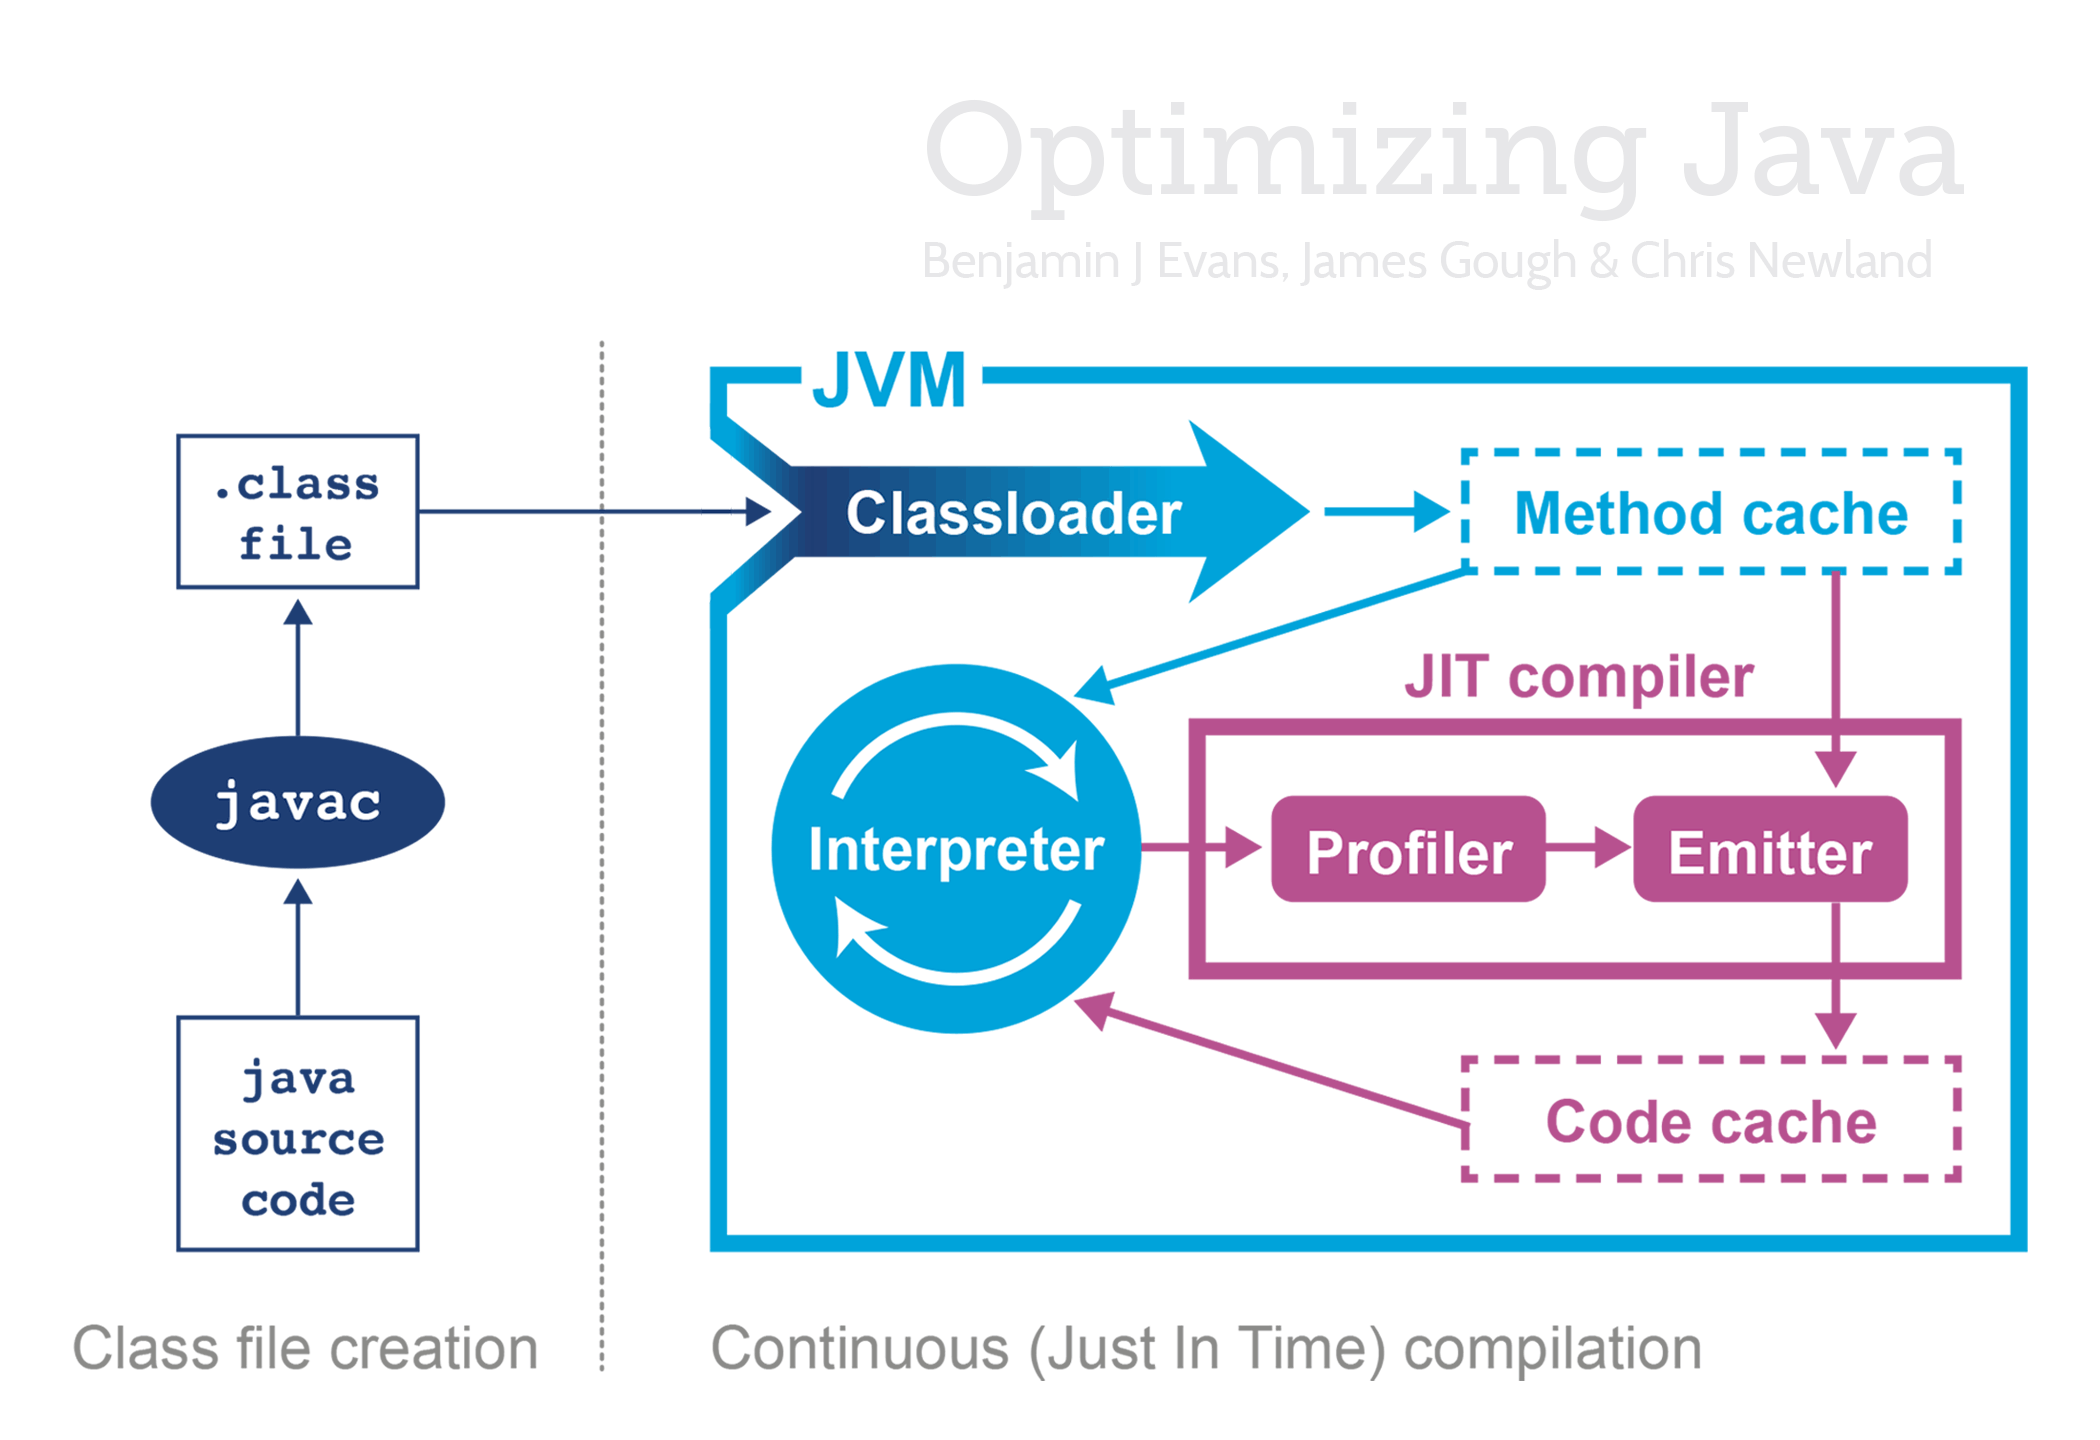 Optimizing Java
Benjamin J Evans, James Gough & Chris Newland
JVM
.class
file
Classloader
Method cache
JIT compiler
javac
Interpreter
Profiler
Emitter
java
source
code
Code cache
Class file creation
Continuous (Just In Time) compilation